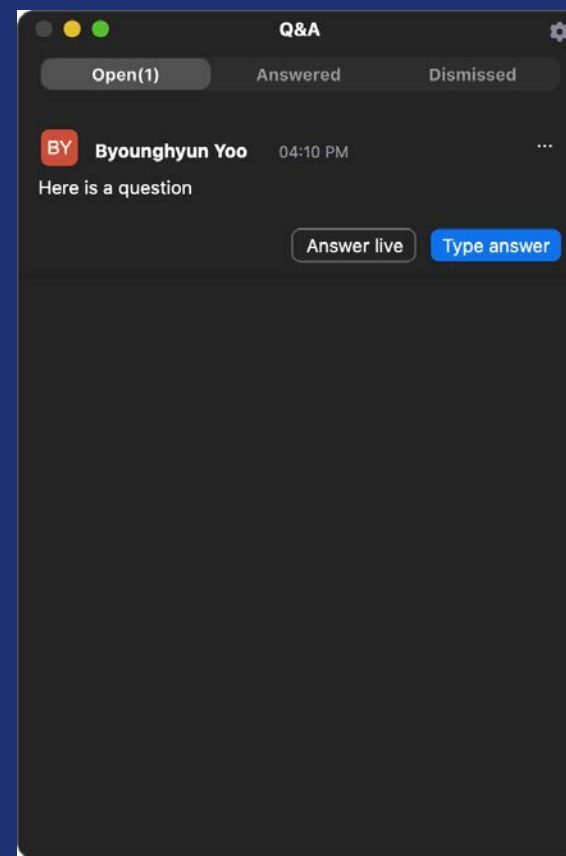 Q&A
Open(1) Answered Dismissed
BY Byounghyun Yoo 04:10 PM ...
Here is a question
Answer live Type answer